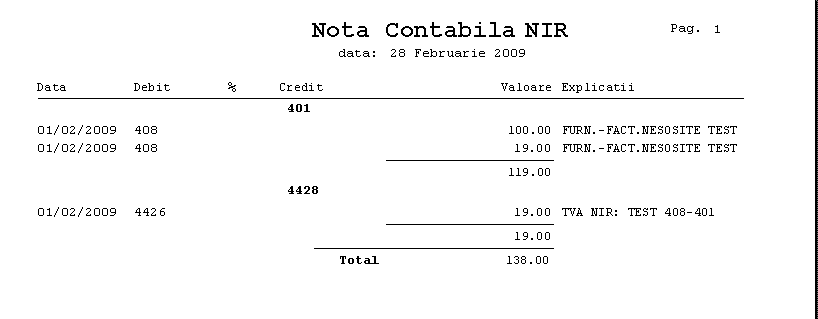 Nota Contabila NIR Pag. 1
data: 28 Februarie 2009
Data Debit % Credit Valoare Explicatii
401
01/02/2009 408 100.00 FURN.-FACT.NESOSITE TEST
01/02/2009 408 19.00 FURN.-FACT.NESOSITE TEST
119.00
4428
01/02/2009 4426 19.00 TVA NIR: TEST 408-401
19.00
Total 138.00